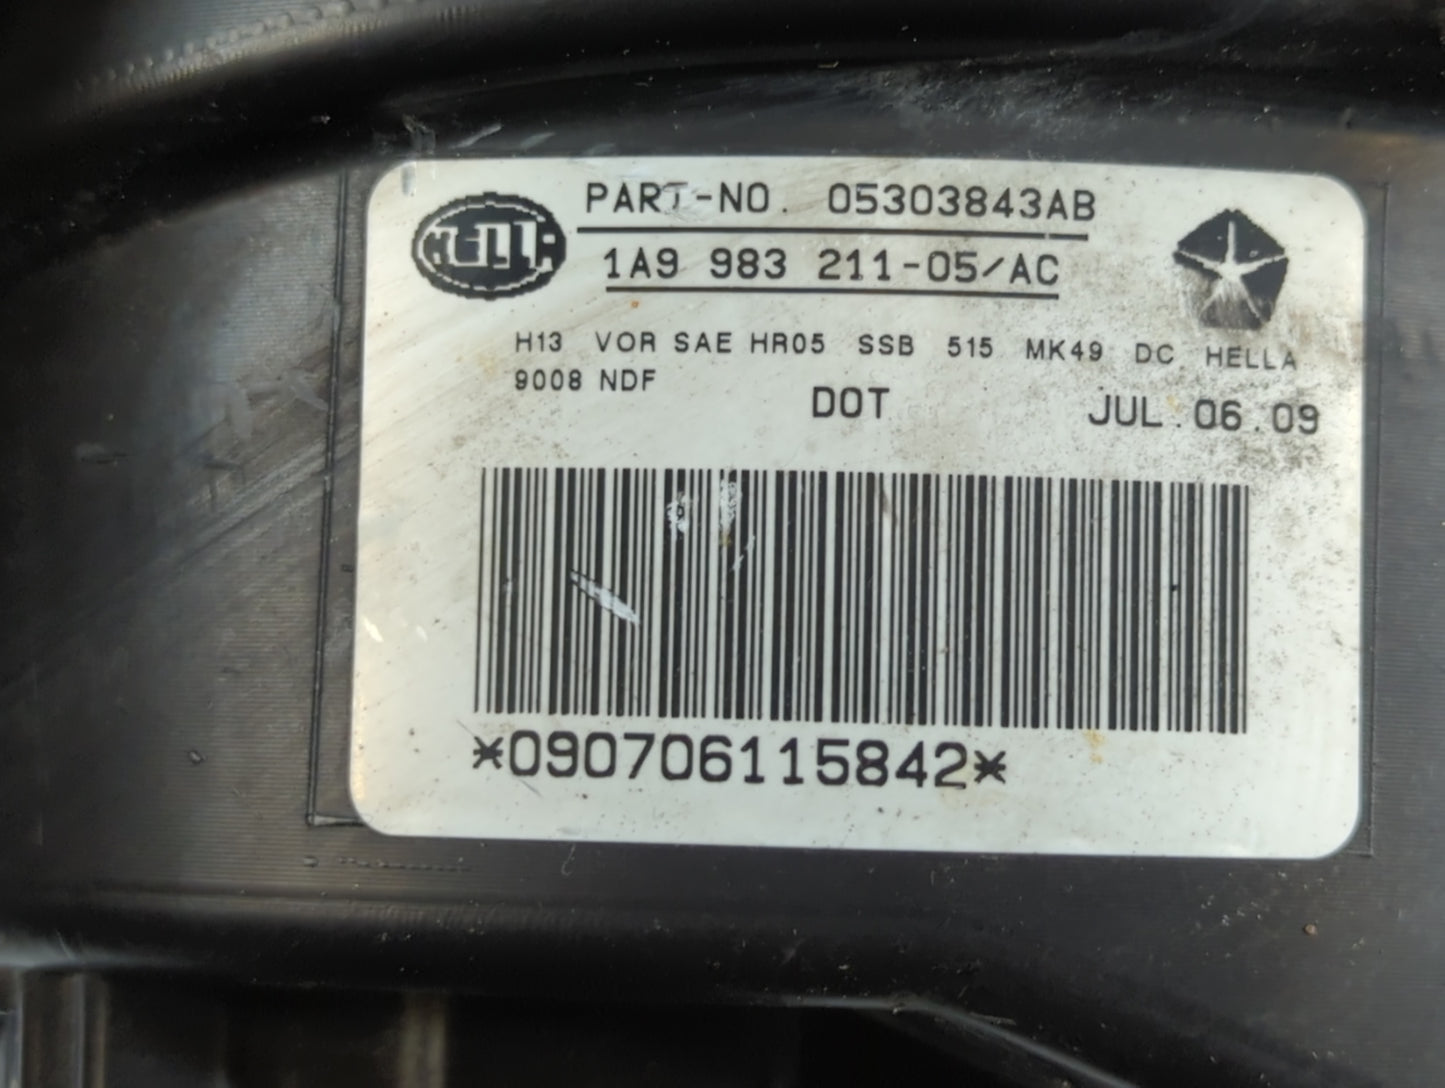 HELLA
PART-NO. 05303843AB
1A9 983 211-05/AC
H13 VOR SAE HR05 SSB 515 MK49 DC HELLA
9008 NDF
DOT
JUL.06.09
*090706115842*